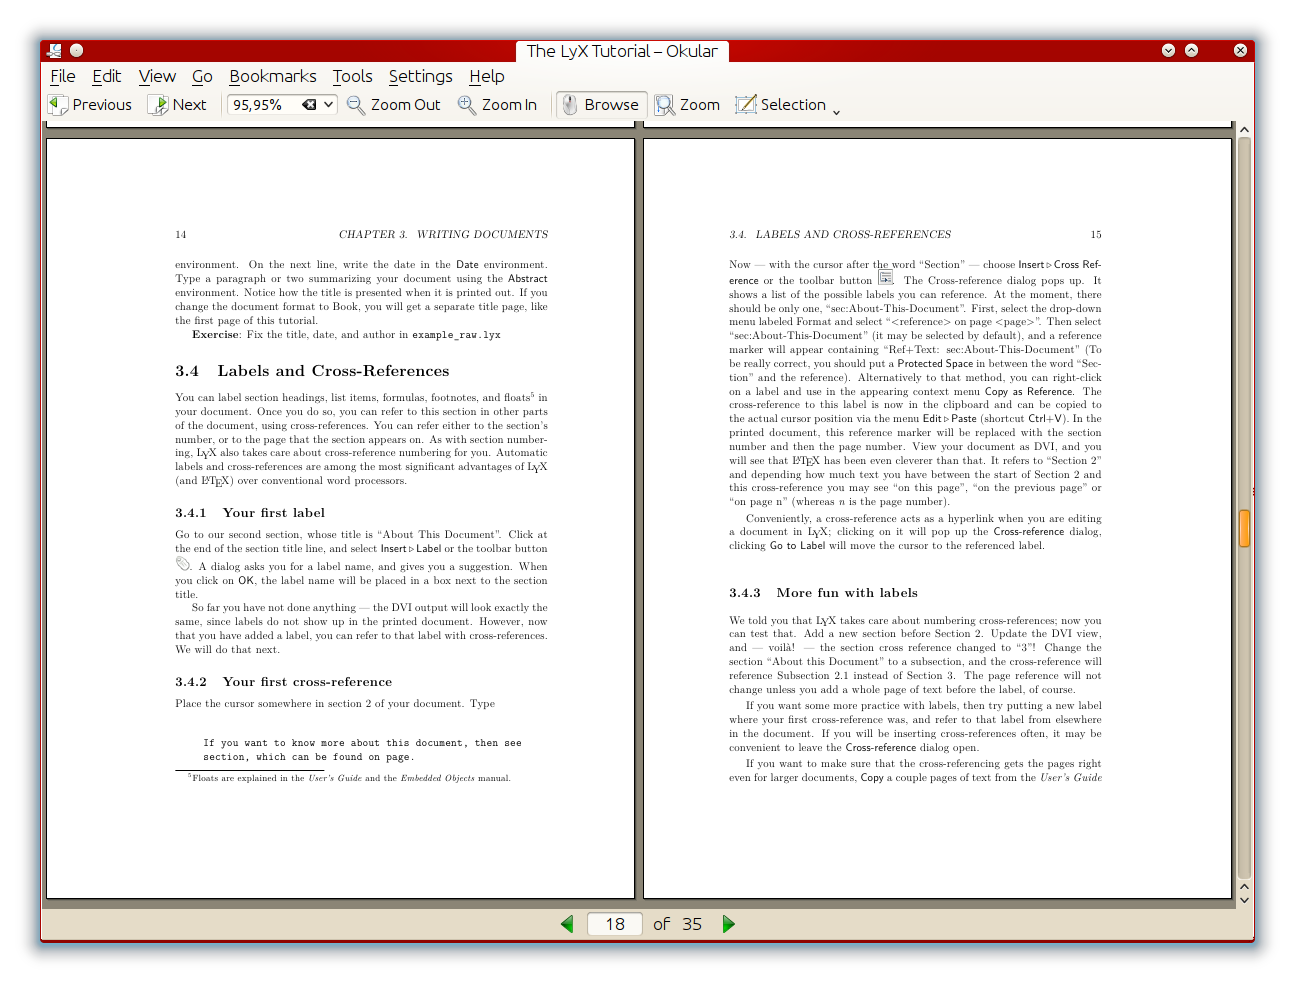 The LyX Tutorial – Okular
File Edit View Go Bookmarks Tools Settings Help
Previous Next 95,95% Zoom Out Zoom In Browse Zoom Selection
14 CHAPTER 3. WRITING DOCUMENTS
environment. On the next line, write the date in the Date environment.
Type a paragraph or two summarizing your document using the Abstract
environment. Notice how the title is presented when it is printed out. If you
change the document format to Book, you will get a separate title page, like
the first page of this tutorial.
Exercise: Fix the title, date, and author in example_raw.lyx
3.4 Labels and Cross-References
You can label section headings, list items, formulas, footnotes, and floats5 in
your document. Once you do so, you can refer to this section in other parts
of the document, using cross-references. You can refer either to the section's
number, or to the page that the section appears on. As with section number-
ing, LyX also takes care about cross-reference numbering for you. Automatic
labels and cross-references are among the most significant advantages of LyX
(and LaTeX) over conventional word processors.
3.4.1 Your first label
Go to our second section, whose title is “About This Document”. Click at
the end of the section title line, and select Insert▹Label or the toolbar button
. A dialog asks you for a label name, and gives you a suggestion. When
you click on OK, the label name will be placed in a box next to the section
title.
So far you have not done anything — the DVI output will look exactly the
same, since labels do not show up in the printed document. However, now
that you have added a label, you can refer to that label with cross-references.
We will do that next.
3.4.2 Your first cross-reference
Place the cursor somewhere in section 2 of your document. Type
If you want to know more about this document, then see
section, which can be found on page.
5Floats are explained in the User's Guide and the Embedded Objects manual.
3.4. LABELS AND CROSS-REFERENCES 15
Now — with the cursor after the word “Section” — choose Insert▹Cross Ref-
erence or the toolbar button . The Cross-reference dialog pops up. It
shows a list of the possible labels you can reference. At the moment, there
should be only one, “sec:About-This-Document”. First, select the drop-down
menu labeled Format and select “<reference> on page <page>”. Then select
“sec:About-This-Document” (it may be selected by default), and a reference
marker will appear containing “Ref+Text: sec:About-This-Document” (To
be really correct, you should put a Protected Space in between the word “Sec-
tion” and the reference). Alternatively to that method, you can right-click
on a label and use in the appearing context menu Copy as Reference. The
cross-reference to this label is now in the clipboard and can be copied to
the actual cursor position via the menu Edit▹Paste (shortcut Ctrl+V). In the
printed document, this reference marker will be replaced with the section
number and then the page number. View your document as DVI, and you
will see that LaTeX has been even cleverer than that. It refers to “Section 2”
and depending how much text you have between the start of Section 2 and
this cross-reference you may see “on this page”, “on the previous page” or
“on page n” (whereas n is the page number).
Conveniently, a cross-reference acts as a hyperlink when you are editing
a document in LyX; clicking on it will pop up the Cross-reference dialog,
clicking Go to Label will move the cursor to the referenced label.
3.4.3 More fun with labels
We told you that LyX takes care about numbering cross-references; now you
can test that. Add a new section before Section 2. Update the DVI view,
and — voilà! — the section cross reference changed to “3”! Change the
section “About this Document” to a subsection, and the cross-reference will
reference Subsection 2.1 instead of Section 3. The page reference will not
change unless you add a whole page of text before the label, of course.
If you want some more practice with labels, then try putting a new label
where your first cross-reference was, and refer to that label from elsewhere
in the document. If you will be inserting cross-references often, it may be
convenient to leave the Cross-reference dialog open.
If you want to make sure that the cross-referencing gets the pages right
even for larger documents, Copy a couple pages of text from the User's Guide
18 of 35